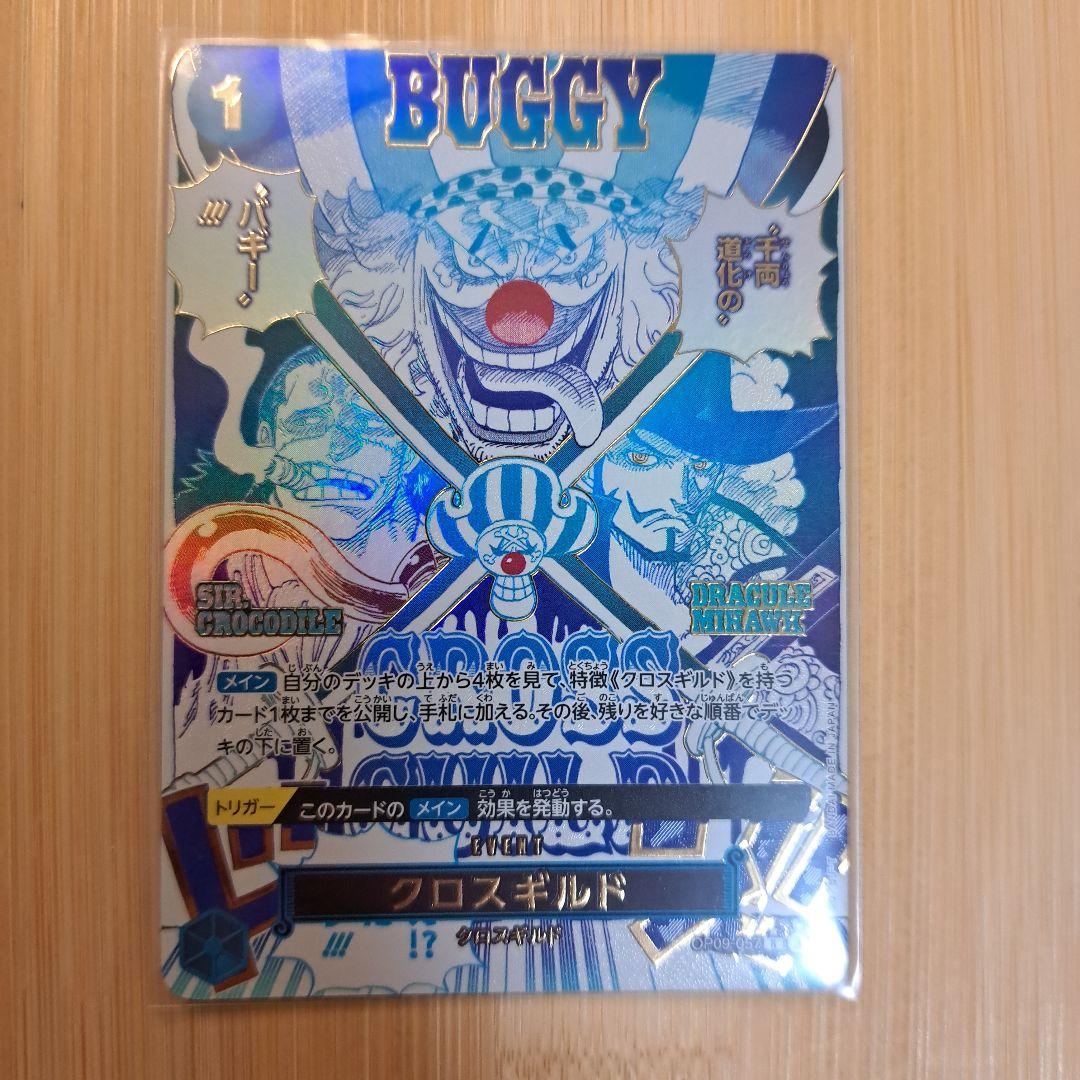 1
BUGGY
"千両
道化の"
"バギー"
!!!
SIR.
CROCODILE
DRACULE
MIHAWK
CROSS
GUILD
メイン 自分のデッキの上から4枚を見て、特徴《クロスギルド》を持つ
カード1枚までを公開し、手札に加える。その後、残りを好きな順番でデッ
キの下に置く。
トリガー このカードの メイン 効果を発動する。
EVENT
クロスギルド
クロスギルド
!!!
!?
OP09-057
MADE IN JAPAN